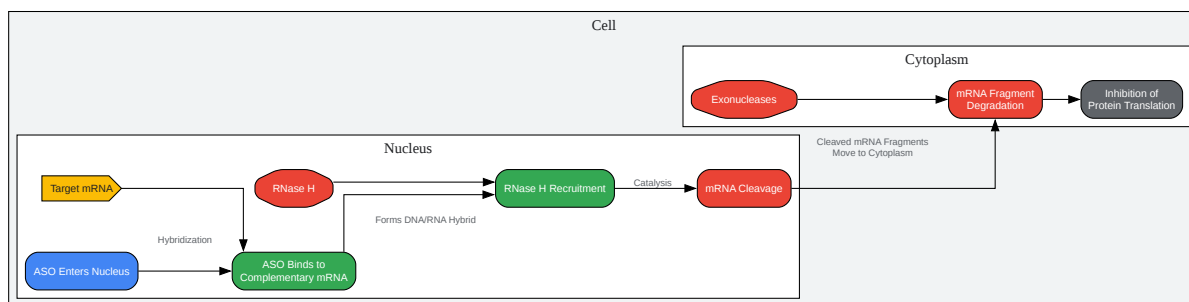 Cell
Cytoplasm
Exonucleases
mRNA Fragment
Degradation
Inhibition of
Protein Translation
Cleaved mRNA Fragments
Move to Cytoplasm
Nucleus
Target mRNA
RNase H
RNase H Recruitment
Catalysis
mRNA Cleavage
Forms DNA/RNA Hybrid
Hybridization
ASO Enters Nucleus
ASO Binds to
Complementary mRNA